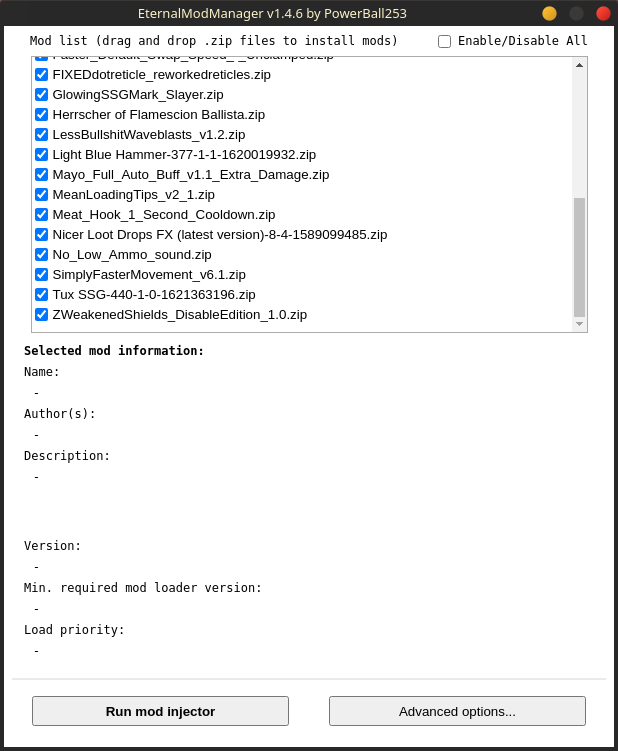 EternalModManager v1.4.6 by PowerBall253
Mod list (drag and drop .zip files to install mods) Enable/Disable All
Faster_Default_Swap_Speed_-_Unclamped.zip
FIXEDdotreticle_reworkedreticles.zip
GlowingSSGMark_Slayer.zip
Herrscher of Flamescion Ballista.zip
LessBullshitWaveblasts_v1.2.zip
Light Blue Hammer-377-1-1-1620019932.zip
Mayo_Full_Auto_Buff_v1.1_Extra_Damage.zip
MeanLoadingTips_v2_1.zip
Meat_Hook_1_Second_Cooldown.zip
Nicer Loot Drops FX (latest version)-8-4-1589099485.zip
No_Low_Ammo_sound.zip
SimplyFasterMovement_v6.1.zip
Tux SSG-440-1-0-1621363196.zip
ZWeakenedShields_DisableEdition_1.0.zip
Selected mod information:
Name:
-
Author(s):
-
Description:
-
Version:
-
Min. required mod loader version:
-
Load priority:
-
Run mod injector Advanced options...